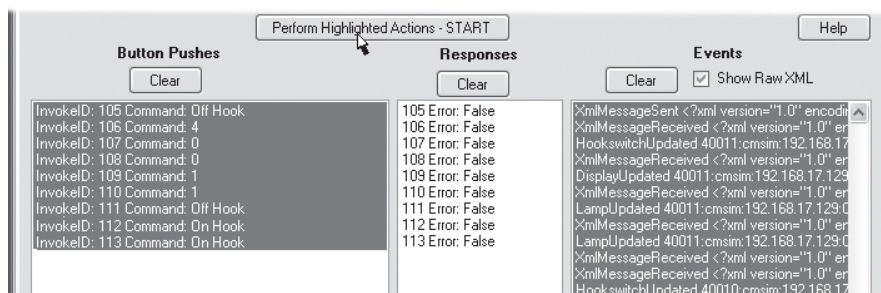 Perform Highlighted Actions - START
Help
Button Pushes
Responses
Events
Clear
Clear
Clear
Show Raw XML
InvokeID: 105 Command: Off Hook
InvokeID: 106 Command: 4
InvokeID: 107 Command: 0
InvokeID: 108 Command: 0
InvokeID: 109 Command: 1
InvokeID: 110 Command: 1
InvokeID: 111 Command: Off Hook
InvokeID: 112 Command: On Hook
InvokeID: 113 Command: On Hook
105 Error: False
106 Error: False
107 Error: False
108 Error: False
109 Error: False
110 Error: False
111 Error: False
112 Error: False
113 Error: False
XmlMessageSent <?xml version="1.0" encodin
XmlMessageReceived <?xml version="1.0" er
HookswitchUpdated 40011:cmsim:192.168.17
XmlMessageReceived <?xml version="1.0" er
DisplayUpdated 40011:cmsim:192.168.17.129
XmlMessageReceived <?xml version="1.0" er
LampUpdated 40011:cmsim:192.168.17.129:0
XmlMessageReceived <?xml version="1.0" er
LampUpdated 40011:cmsim:192.168.17.129:0
XmlMessageReceived <?xml version="1.0" er
XmlMessageReceived <?xml version="1.0" er
HookswitchUpdated 40010:cmsim:192.168.17